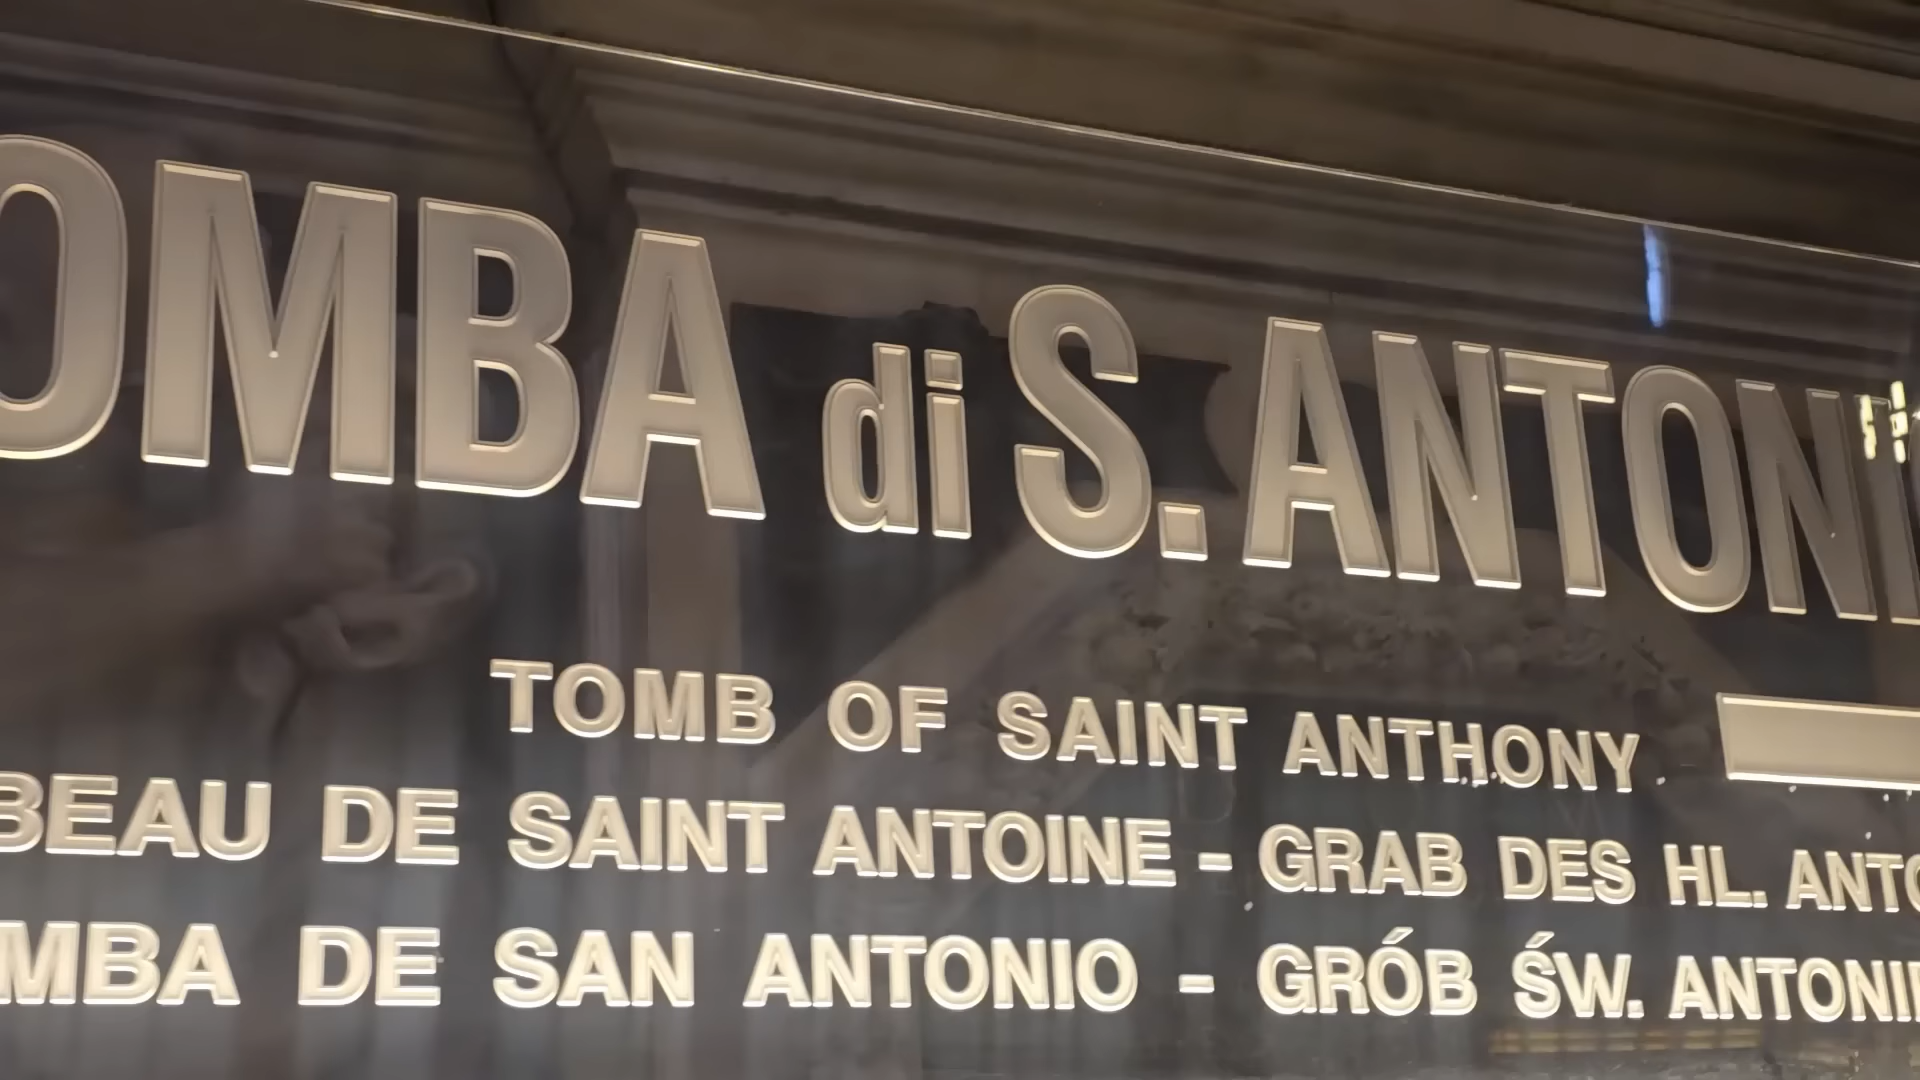 OMBA di S. ANTONI
TOMB OF SAINT ANTHONY
BEAU DE SAINT ANTOINE - GRAB DES HL. ANTO
MBA DE SAN ANTONIO - GRÓB ŚW. ANTONI